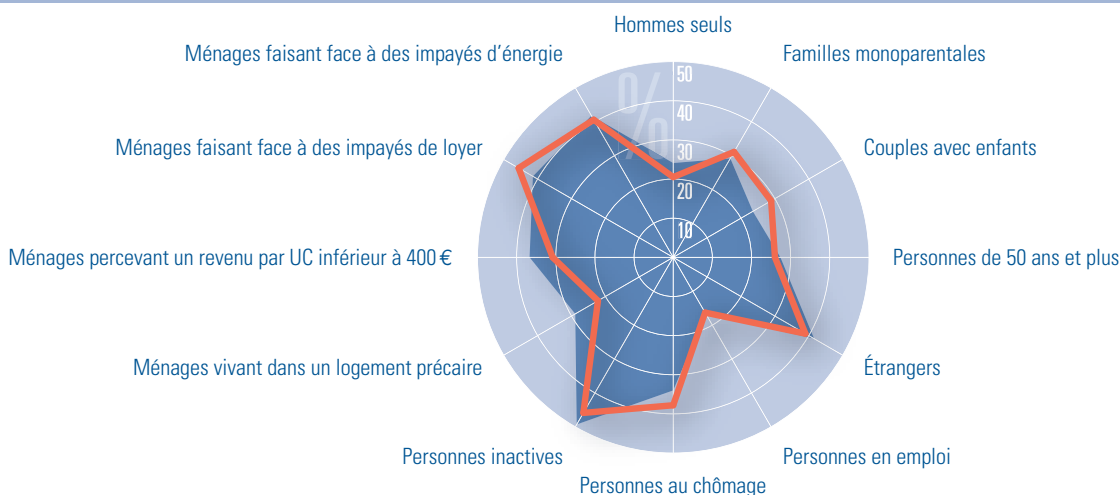 Hommes seuls
Ménages faisant face à des impayés d’énergie
Familles monoparentales
%
50
40
30
20
10
Ménages faisant face à des impayés de loyer
Couples avec enfants
Ménages percevant un revenu par UC inférieur à 400 €
Personnes de 50 ans et plus
Ménages vivant dans un logement précaire
Étrangers
Personnes inactives
Personnes en emploi
Personnes au chômage